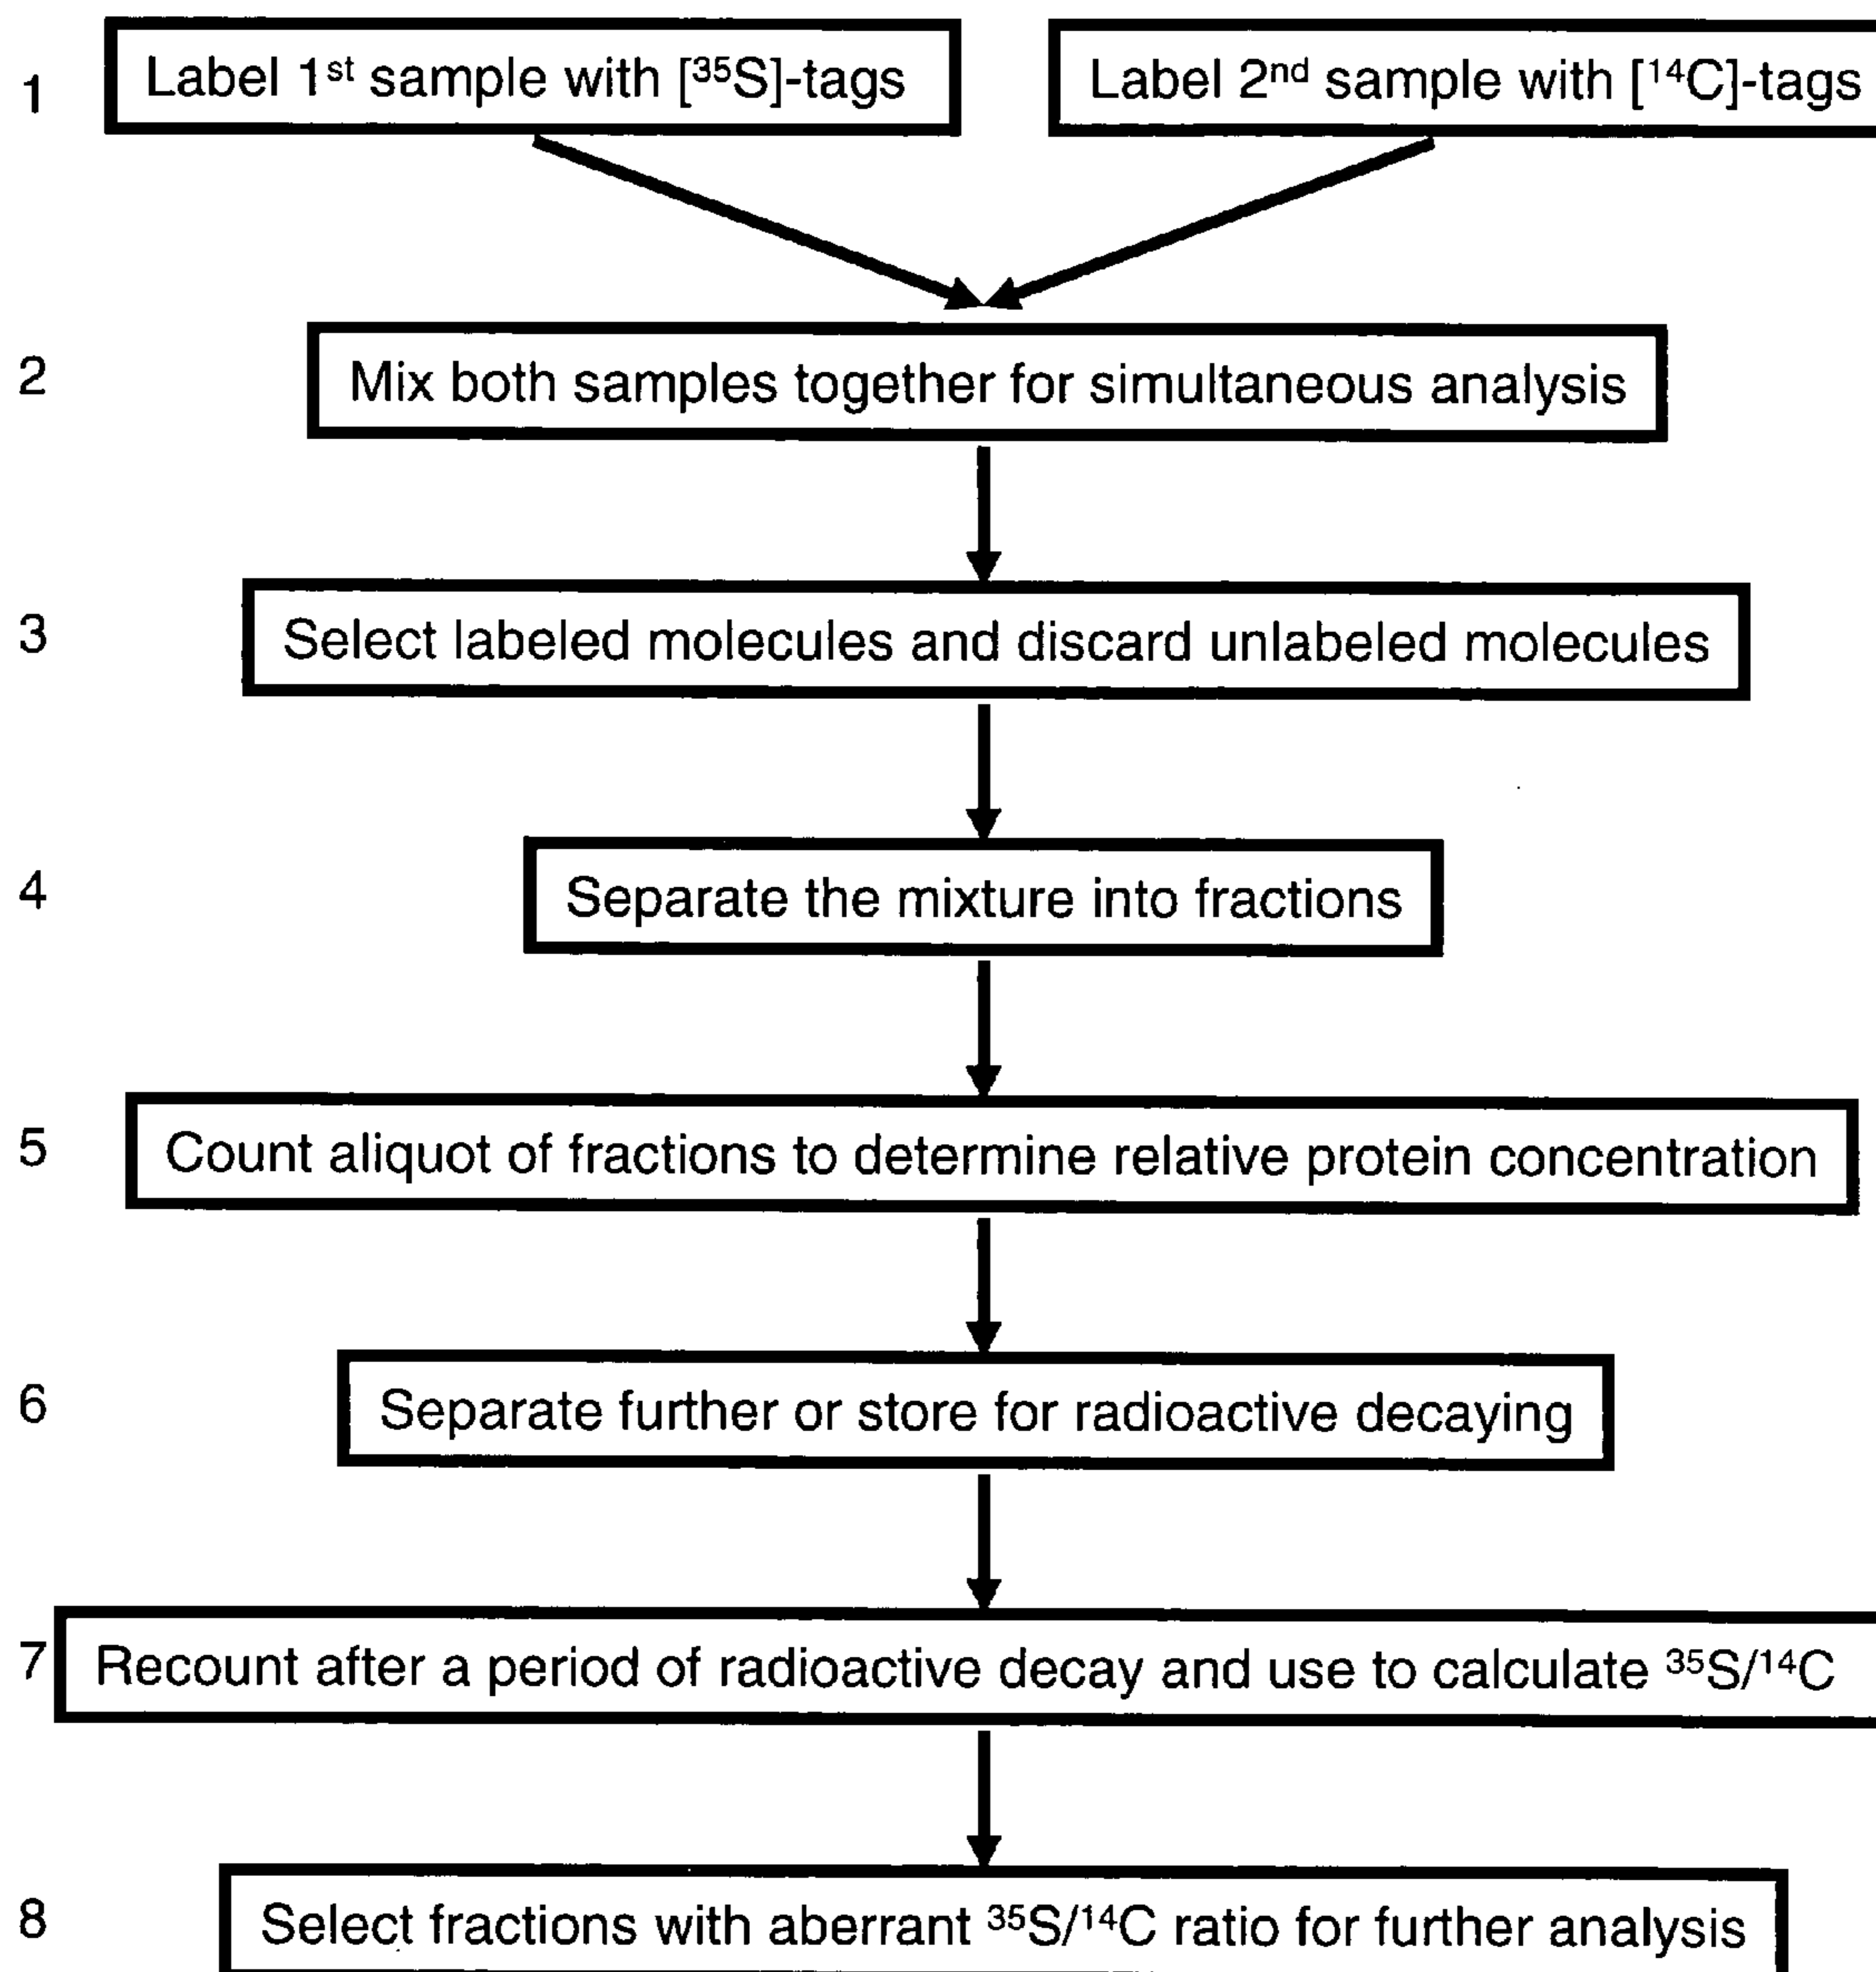 1 Label 1st sample with [³⁵S]-tags Label 2nd sample with [¹⁴C]-tags
2 Mix both samples together for simultaneous analysis
3 Select labeled molecules and discard unlabeled molecules
4 Separate the mixture into fractions
5 Count aliquot of fractions to determine relative protein concentration
6 Separate further or store for radioactive decaying
7 Recount after a period of radioactive decay and use to calculate ³⁵S/¹⁴C
8 Select fractions with aberrant ³⁵S/¹⁴C ratio for further analysis